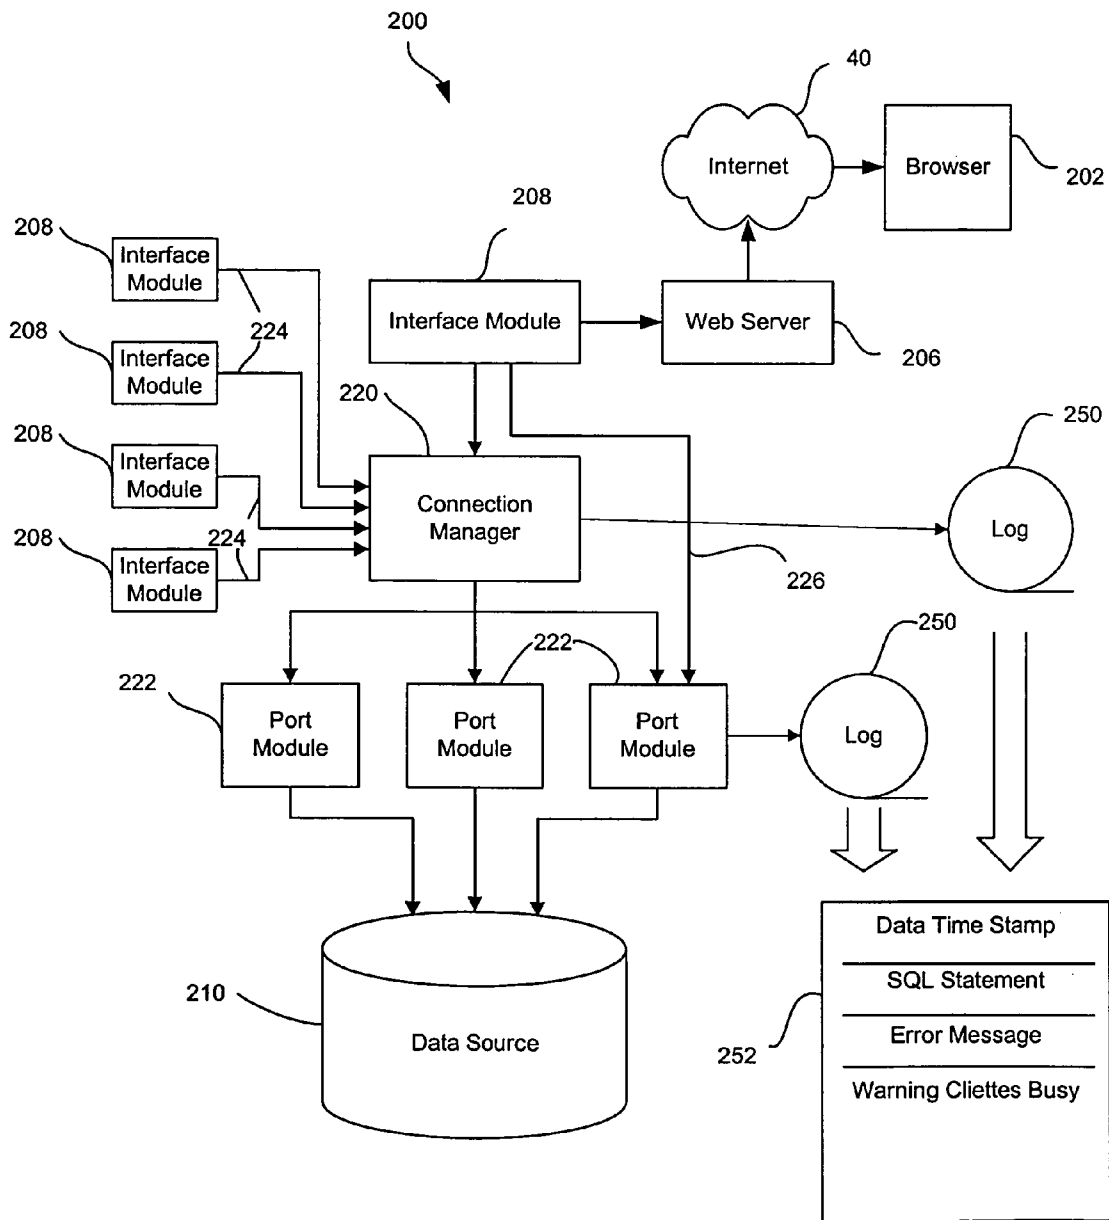 200
40
Internet
Browser
202
208
208
Interface
Module
Interface Module
Web Server
206
224
208
Interface
Module
220
208
Interface
Module
250
Connection
Manager
Log
224
208
Interface
Module
226
250
222
222
Port
Module
Port
Module
Port
Module
Log
Data Time Stamp
SQL Statement
210
Data Source
Error Message
252
Warning Cliettes Busy